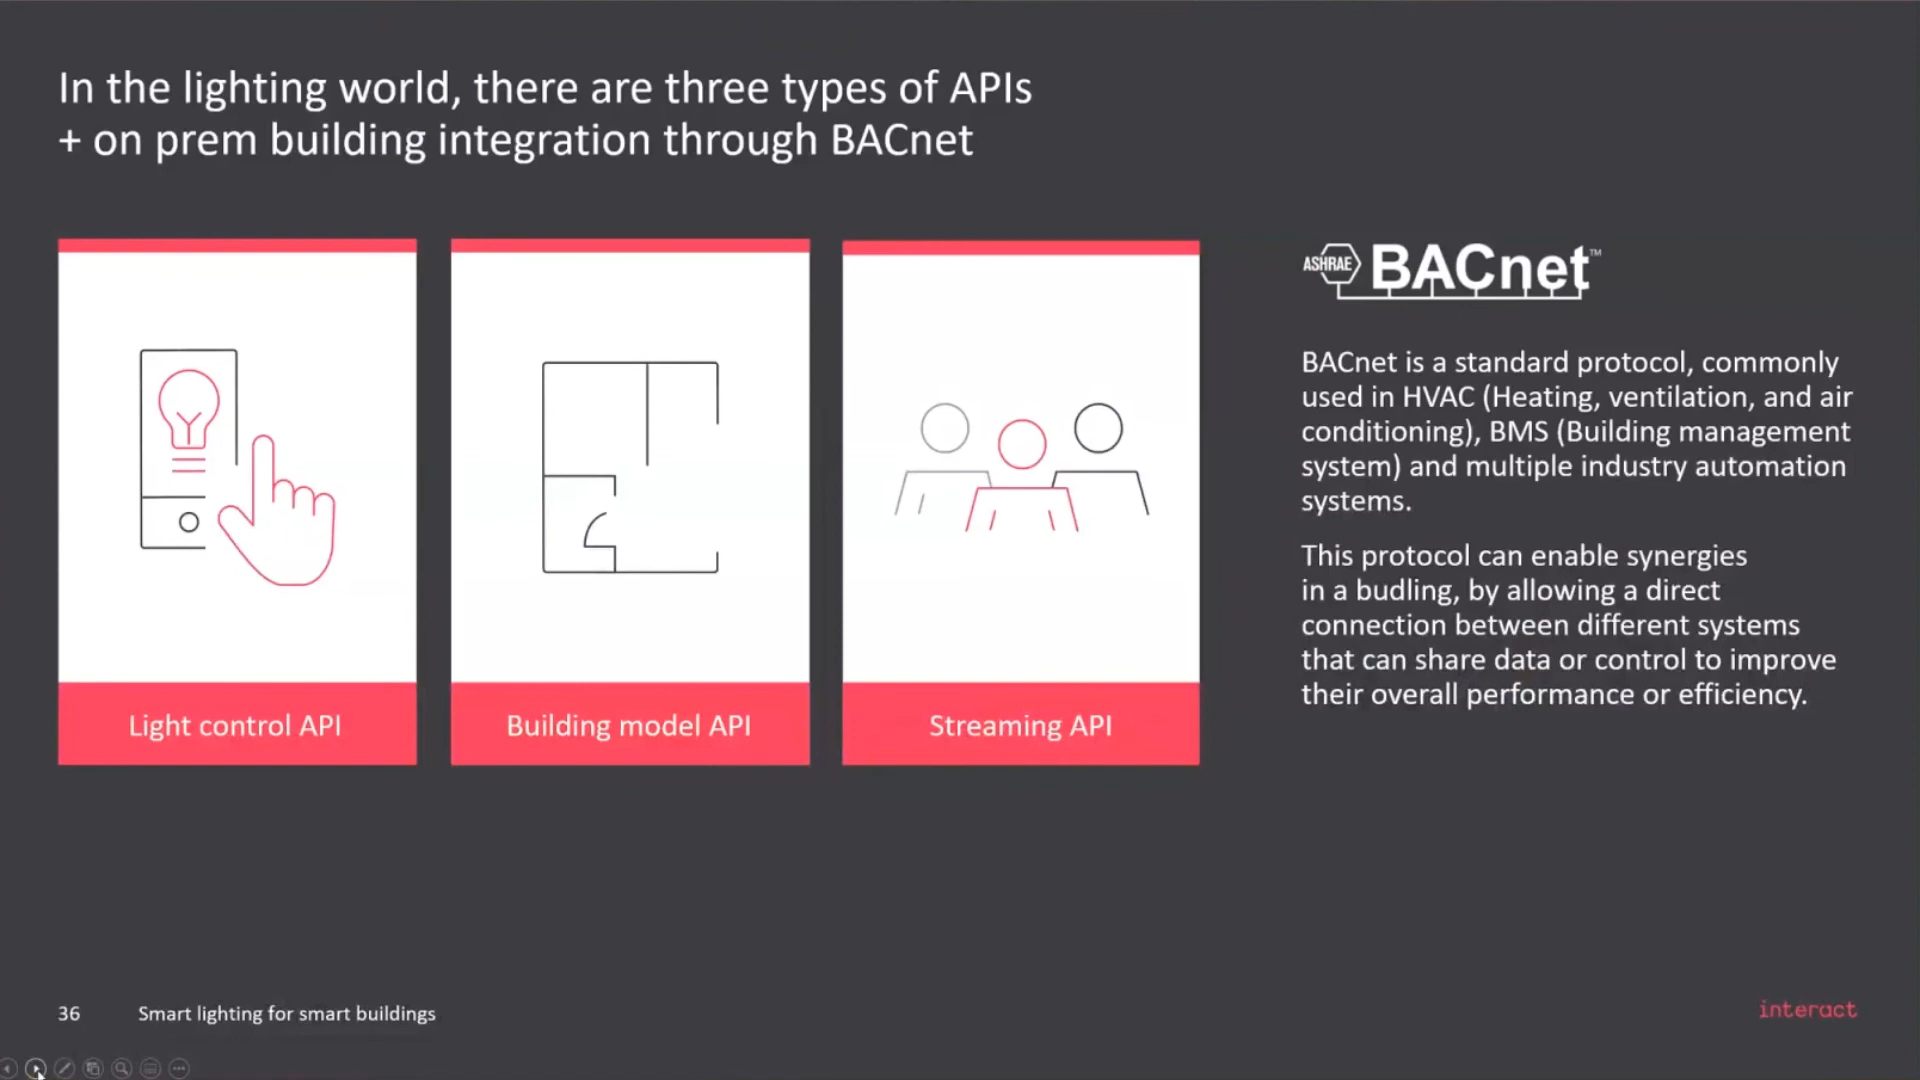 In the lighting world, there are three types of APIs
+ on prem building integration through BACnet
Light control API
Building model API
Streaming API
ASHRAE BACnet™
BACnet is a standard protocol, commonly
used in HVAC (Heating, ventilation, and air
conditioning), BMS (Building management
system) and multiple industry automation
systems.
This protocol can enable synergies
in a budling, by allowing a direct
connection between different systems
that can share data or control to improve
their overall performance or efficiency.
36 Smart lighting for smart buildings
interact